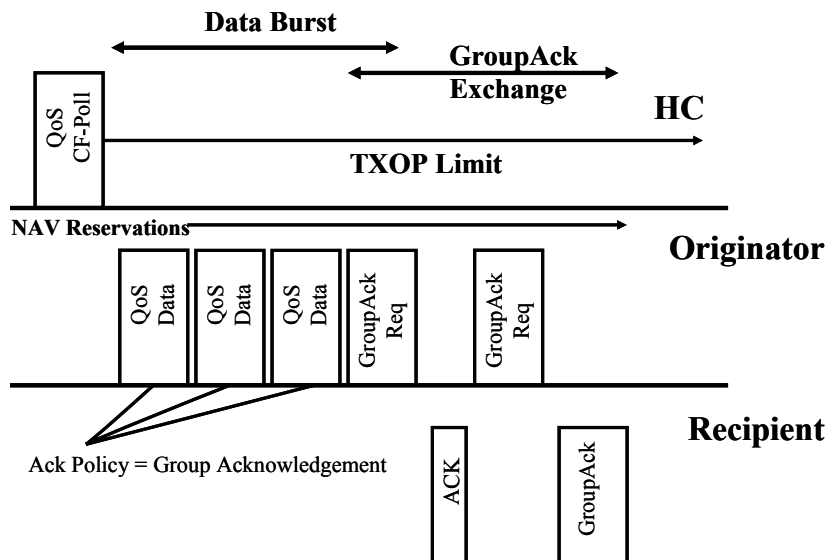 Data Burst
GroupAck
Exchange
HC
QoS
CF-Poll
TXOP Limit
NAV Reservations
Originator
QoS
Data
QoS
Data
QoS
Data
GroupAck
Req
GroupAck
Req
Recipient
Ack Policy = Group Acknowledgement
ACK
GroupAck